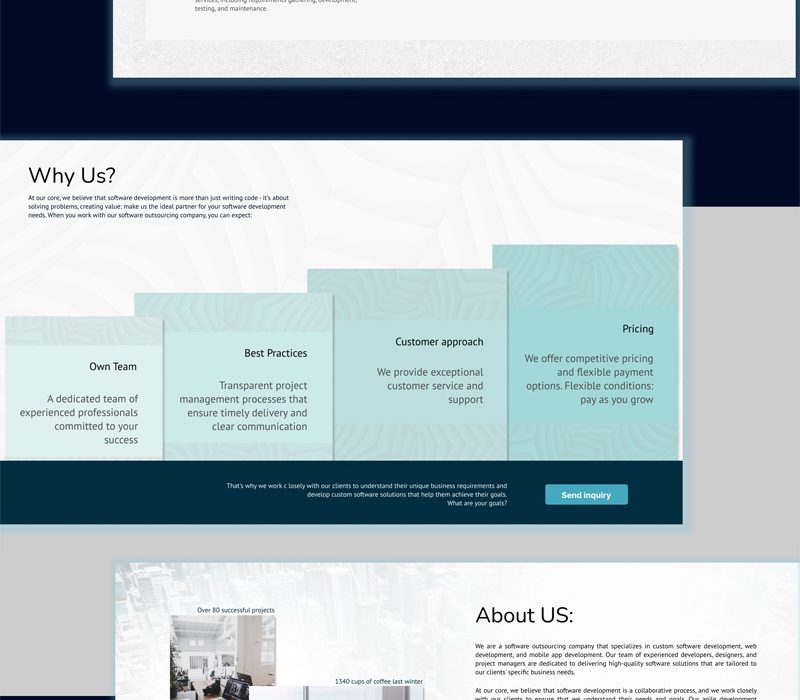 services, including requirements gathering, development,
testing, and maintenance.
Why Us?
At our core, we believe that software development is more than just writing code - it's about
solving problems, creating value: make us the ideal partner for your software development
needs. When you work with our software outsourcing company, you can expect:
Own Team
A dedicated team of
experienced professionals
committed to your
success
Best Practices
Transparent project
management processes that
ensure timely delivery and
clear communication
Customer approach
We provide exceptional
customer service and
support
Pricing
We offer competitive pricing
and flexible payment
options. Flexible conditions:
pay as you grow
That's why we work c losely with our clients to understand their unique business requirements and
develop custom software solutions that help them achieve their goals.
What are your goals?
Send inquiry
Over 80 successful projects
1340 cups of coffee last winter
About US:
We are a software outsourcing company that specializes in custom software development, web
development, and mobile app development. Our team of experienced developers, designers, and
project managers are dedicated to delivering high-quality software solutions that are tailored to
our clients' specific business needs.
At our core, we believe that software development is a collaborative process, and we work closely
with our clients to ensure that we understand their needs and goals. Our agile development